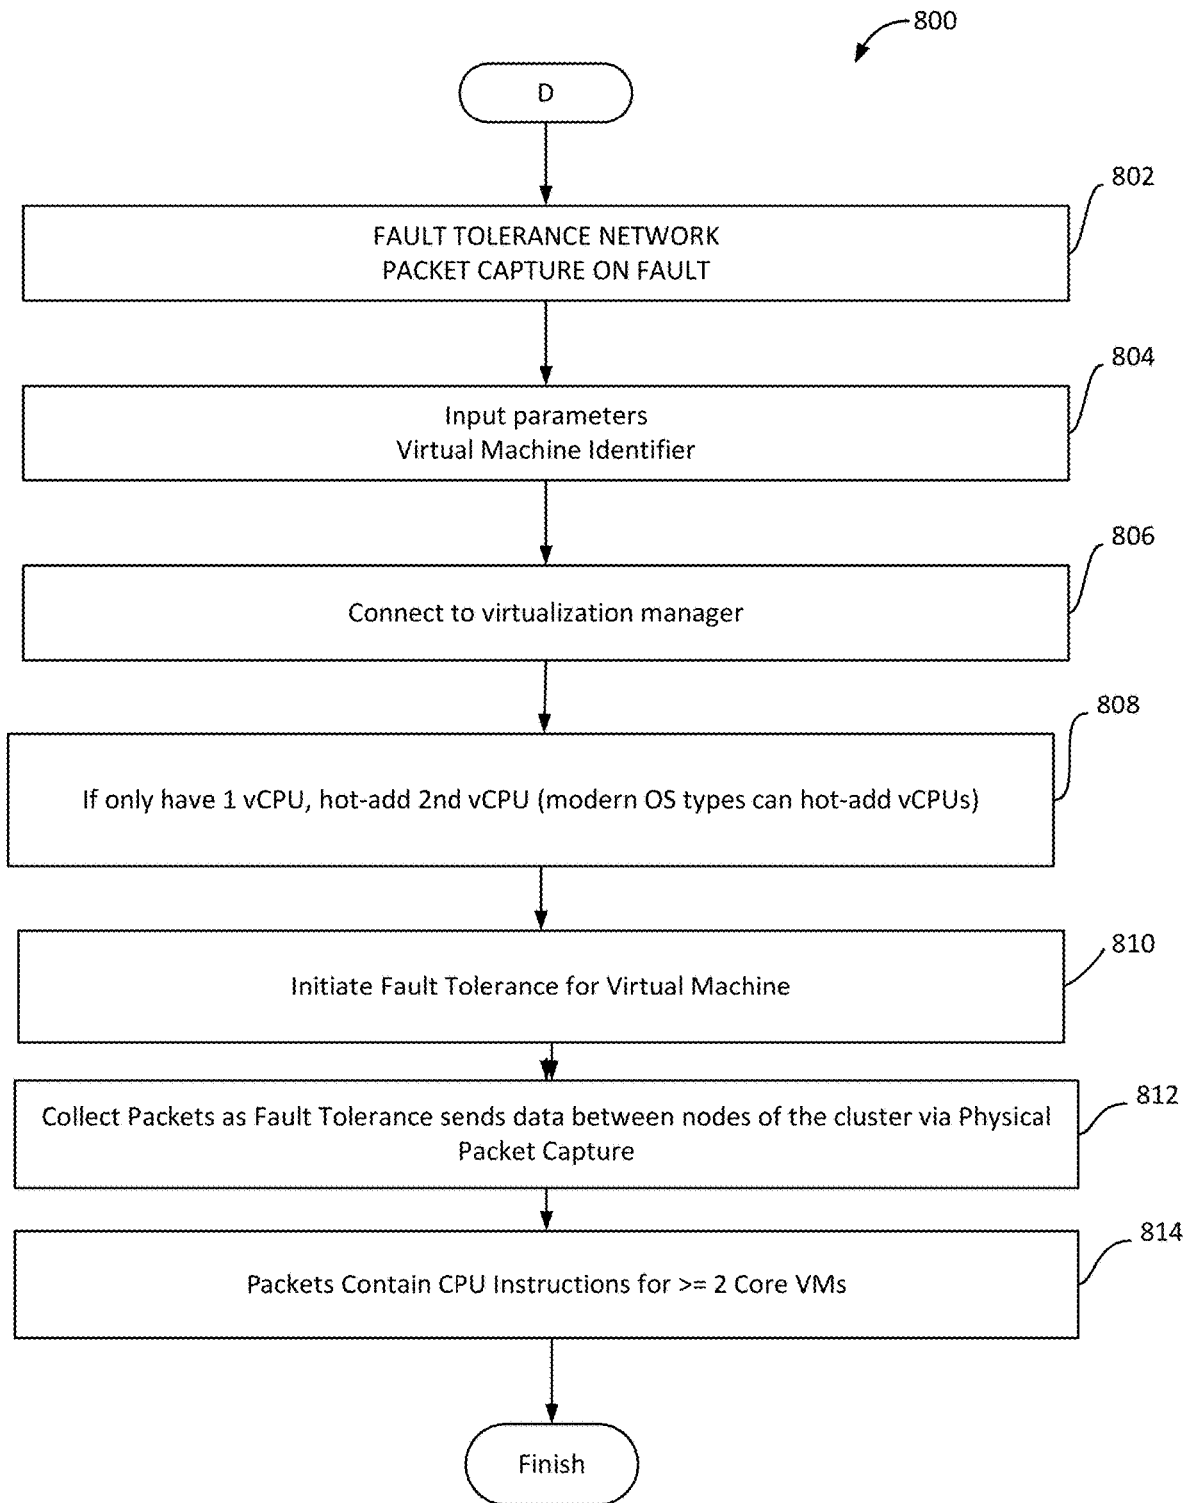 800
D
802
FAULT TOLERANCE NETWORK
PACKET CAPTURE ON FAULT
804
Input parameters
Virtual Machine Identifier
806
Connect to virtualization manager
808
If only have 1 vCPU, hot-add 2nd vCPU (modern OS types can hot-add vCPUs)
810
Initiate Fault Tolerance for Virtual Machine
812
Collect Packets as Fault Tolerance sends data between nodes of the cluster via Physical
Packet Capture
814
Packets Contain CPU Instructions for >= 2 Core VMs
Finish